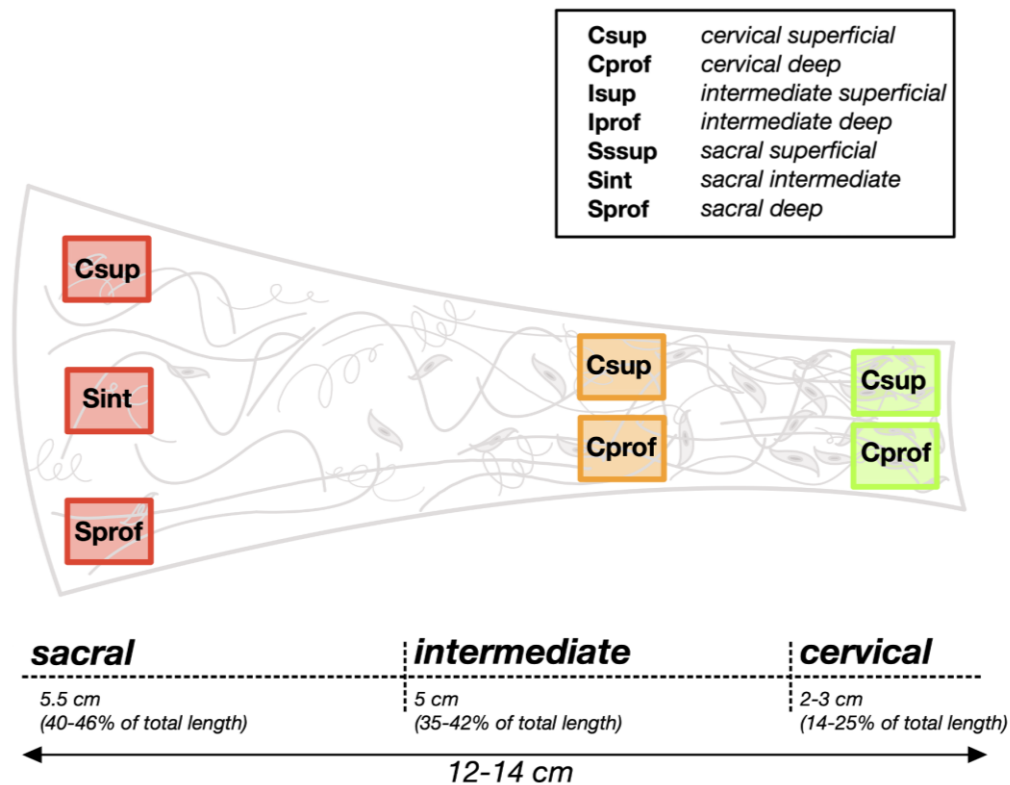 Csup cervical superficial
Cprof cervical deep
Isup intermediate superficial
Iprof intermediate deep
Sssup sacral superficial
Sint sacral intermediate
Sprof sacral deep
Csup
Sint
Sprof
Csup
Cprof
Csup
Cprof
sacral
5.5 cm
(40-46% of total length)
intermediate
5 cm
(35-42% of total length)
cervical
2-3 cm
(14-25% of total length)
12-14 cm